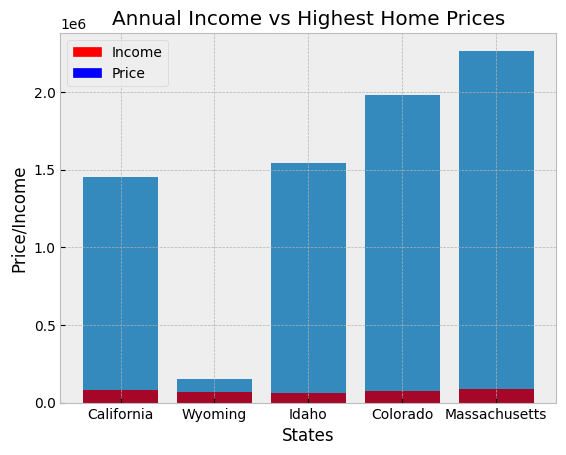 Annual Income vs Highest Home Prices
1e6
Income
Price
2.0
1.5
1.0
0.5
0.0
Price/Income
California Wyoming Idaho Colorado Massachusetts
States